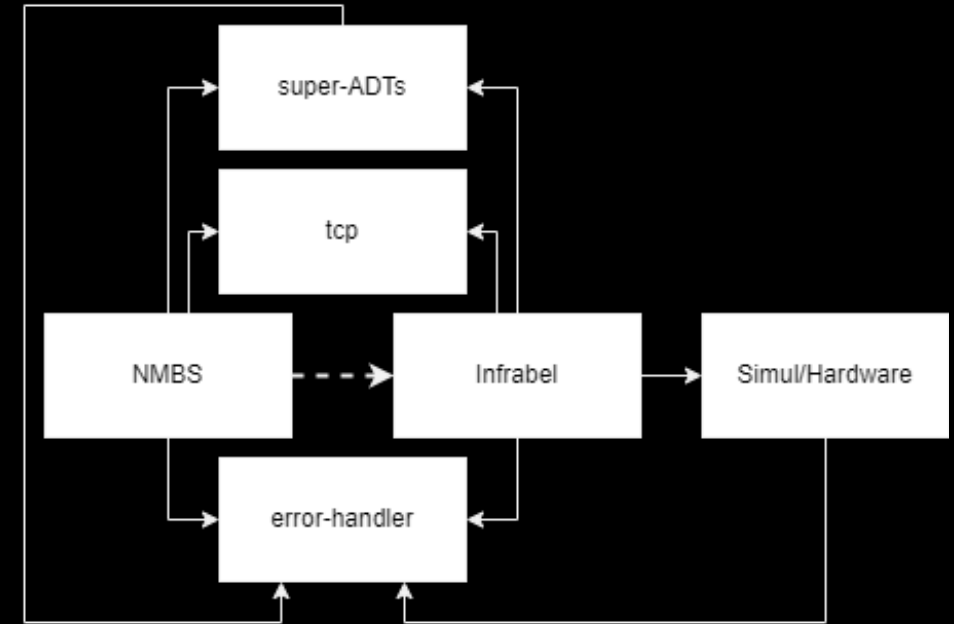 super-ADTs
tcp
NMBS
Infrabel
Simul/Hardware
error-handler